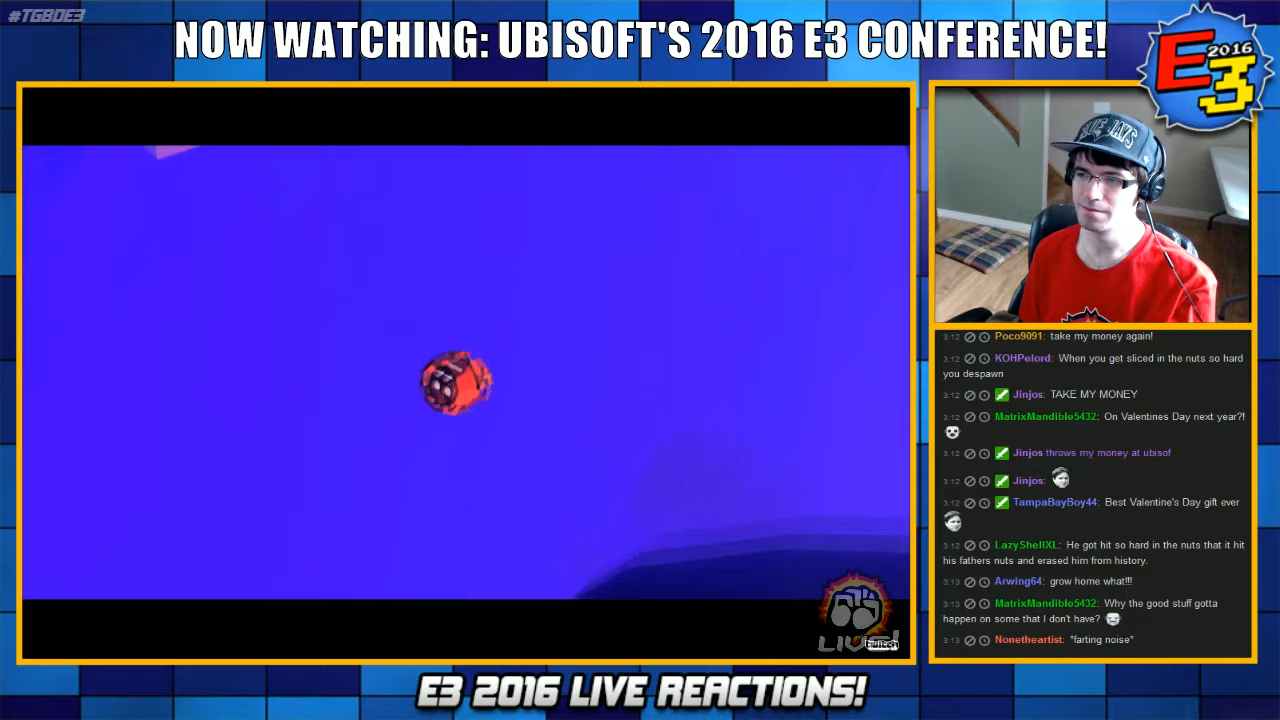 #TGBDE3
NOW WATCHING: UBISOFT'S 2016 E3 CONFERENCE!
E3
2016
BLUE JAYS
3:12 Poco9091: take my money again!
3:12 KOHPelord: When you get sliced in the nuts so hard
you despawn
3:12 Jinjos: TAKE MY MONEY
3:12 MatrixMandible5432: On Valentines Day next year?!
3:12 Jinjos throws my money at ubisof
3:12 Jinjos:
3:12 TampaBayBoy44: Best Valentine's Day gift ever
3:12 LazyShellXL: He got hit so hard in the nuts that it hit
his fathers nuts and erased him from history.
3:13 Arwing64: grow home what!!!
3:13 MatrixMandible5432: Why the good stuff gotta
happen on some that I don't have?
3:13 Nonetheartist: *farting noise*
LIVE!
twitch
E3 2016 LIVE REACTIONS!